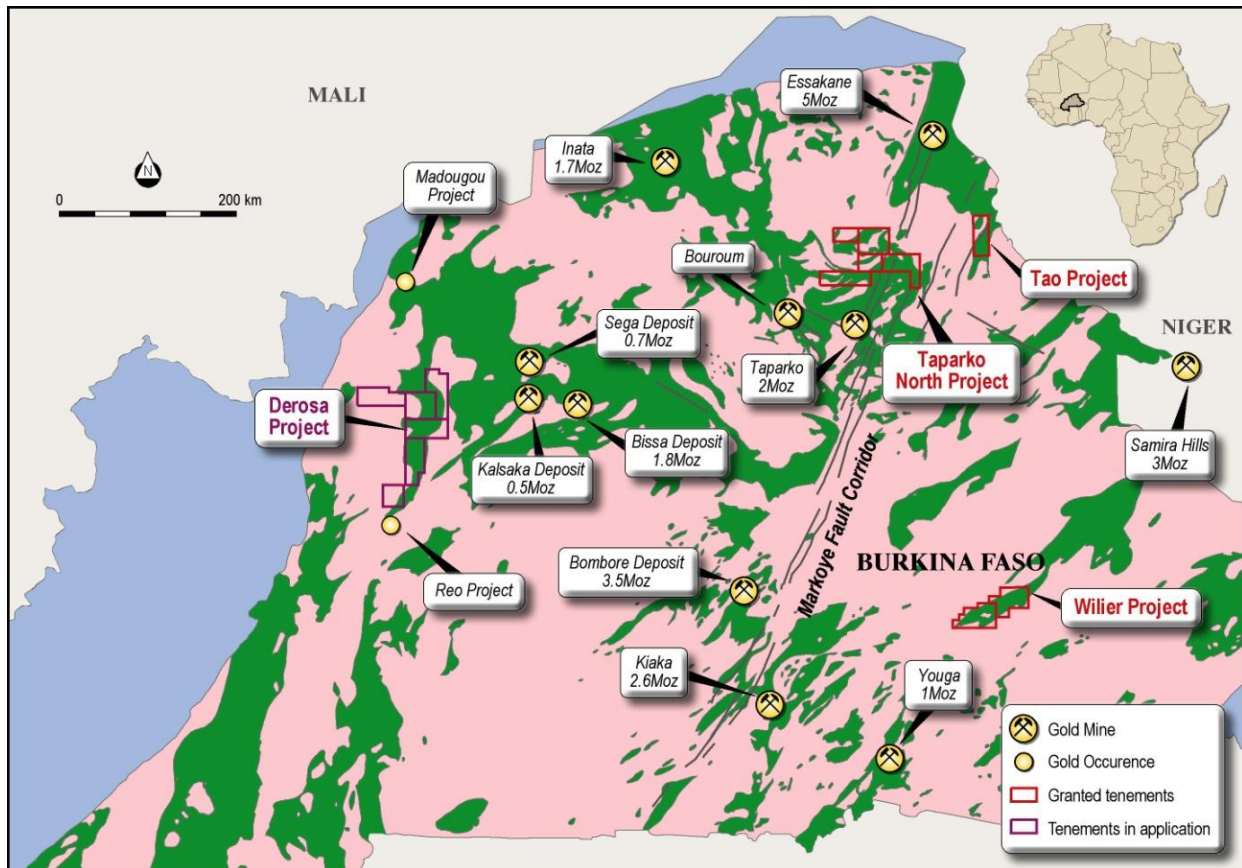 MALI
Essakane
5Moz
Inata
1.7Moz
N
0
200 km
Madougou
Project
Bouroum
Tao Project
Sega Deposit
0.7Moz
NIGER
Taparko
2Moz
Taparko
North Project
Derosa
Project
Bissa Deposit
1.8Moz
Kalsaka Deposit
0.5Moz
Samira Hills
3Moz
Markoye Fault Corridor
Reo Project
Bombore Deposit
3.5Moz
BURKINA FASO
Wilier Project
Kiaka
2.6Moz
Youga
1Moz
Gold Mine
Gold Occurence
Granted tenements
Tenements in application